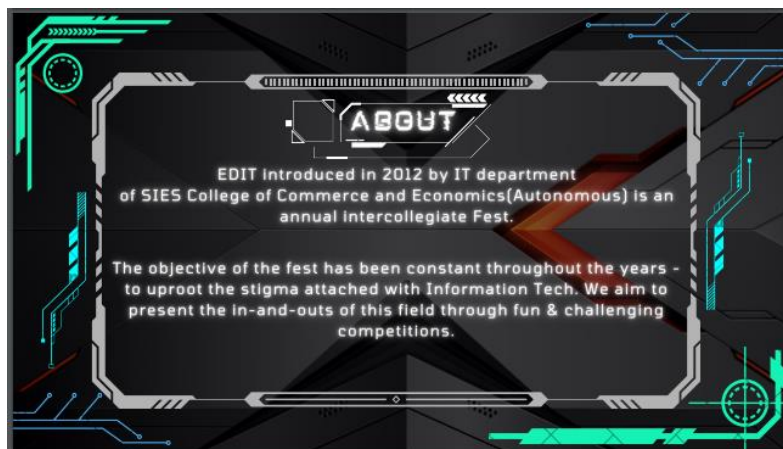 ABOUT
EDIT introduced in 2012 by IT department
of SIES College of Commerce and Economics(Autonomous) is an
annual intercollegiate Fest.
The objective of the fest has been constant throughout the years -
to uproot the stigma attached with Information Tech. We aim to
present the in-and-outs of this field through fun & challenging
competitions.